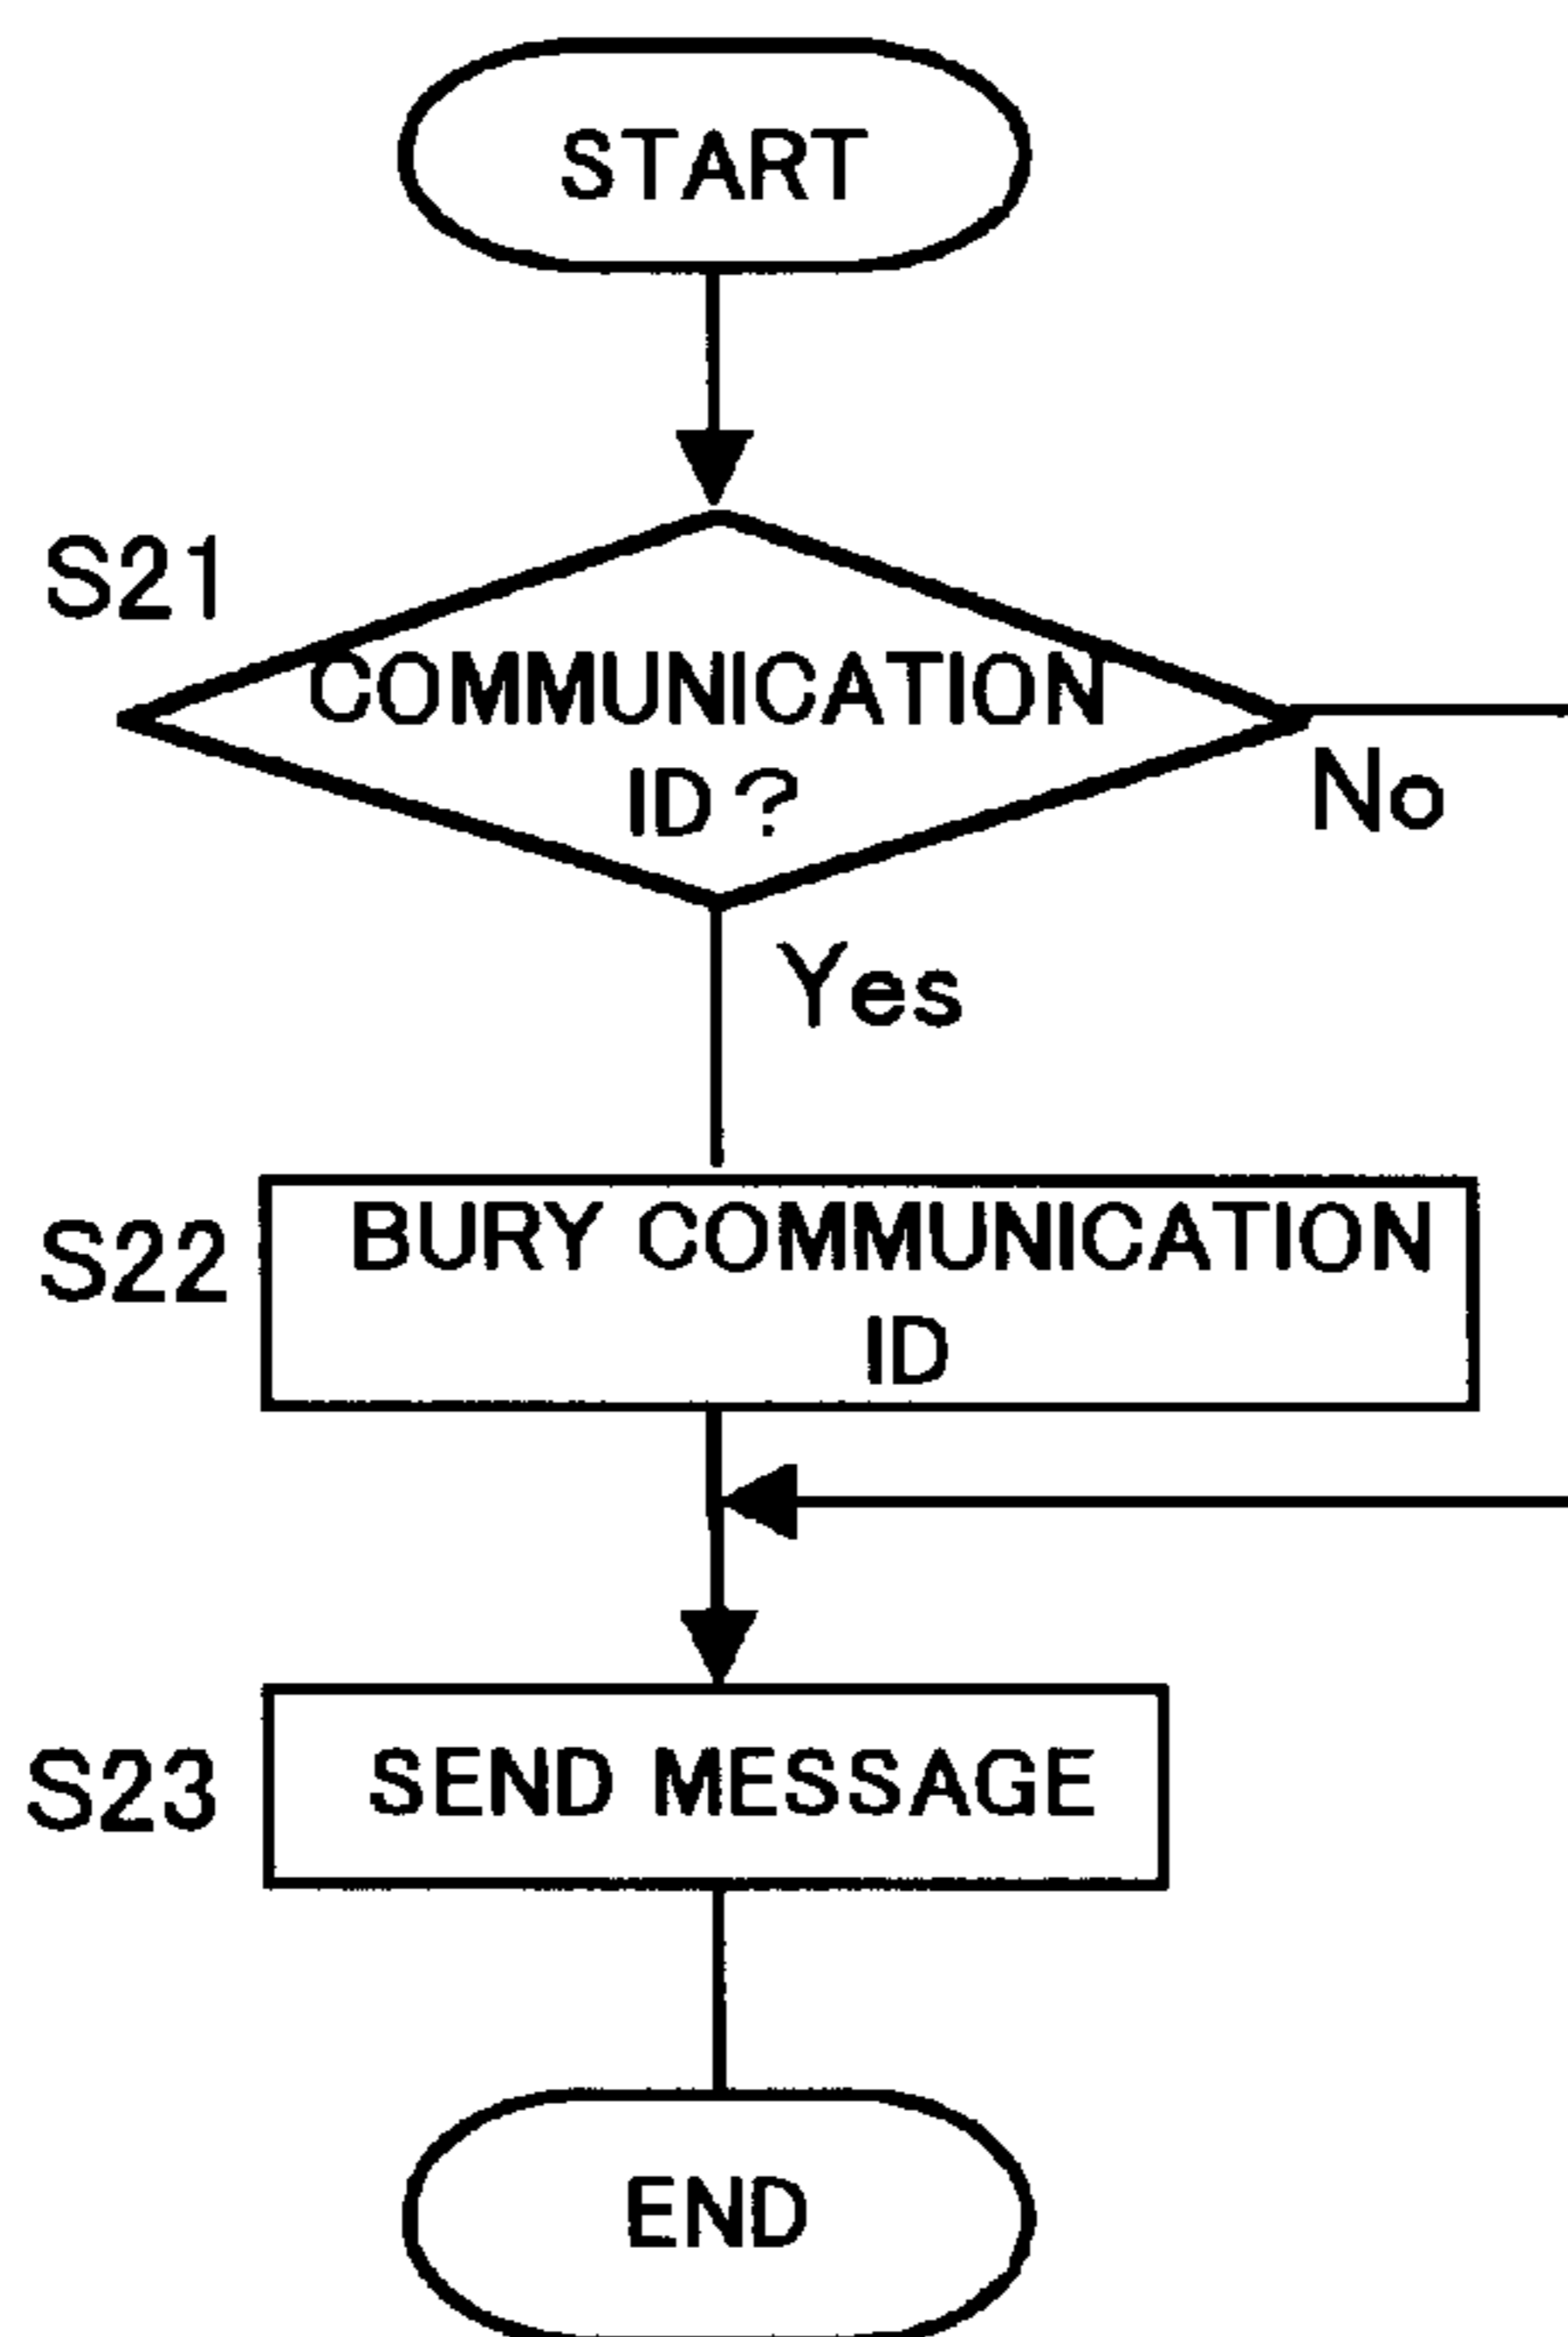 START
S21
COMMUNICATION
ID?
No
Yes
S22
BURY COMMUNICATION
ID
S23
SEND MESSAGE
END